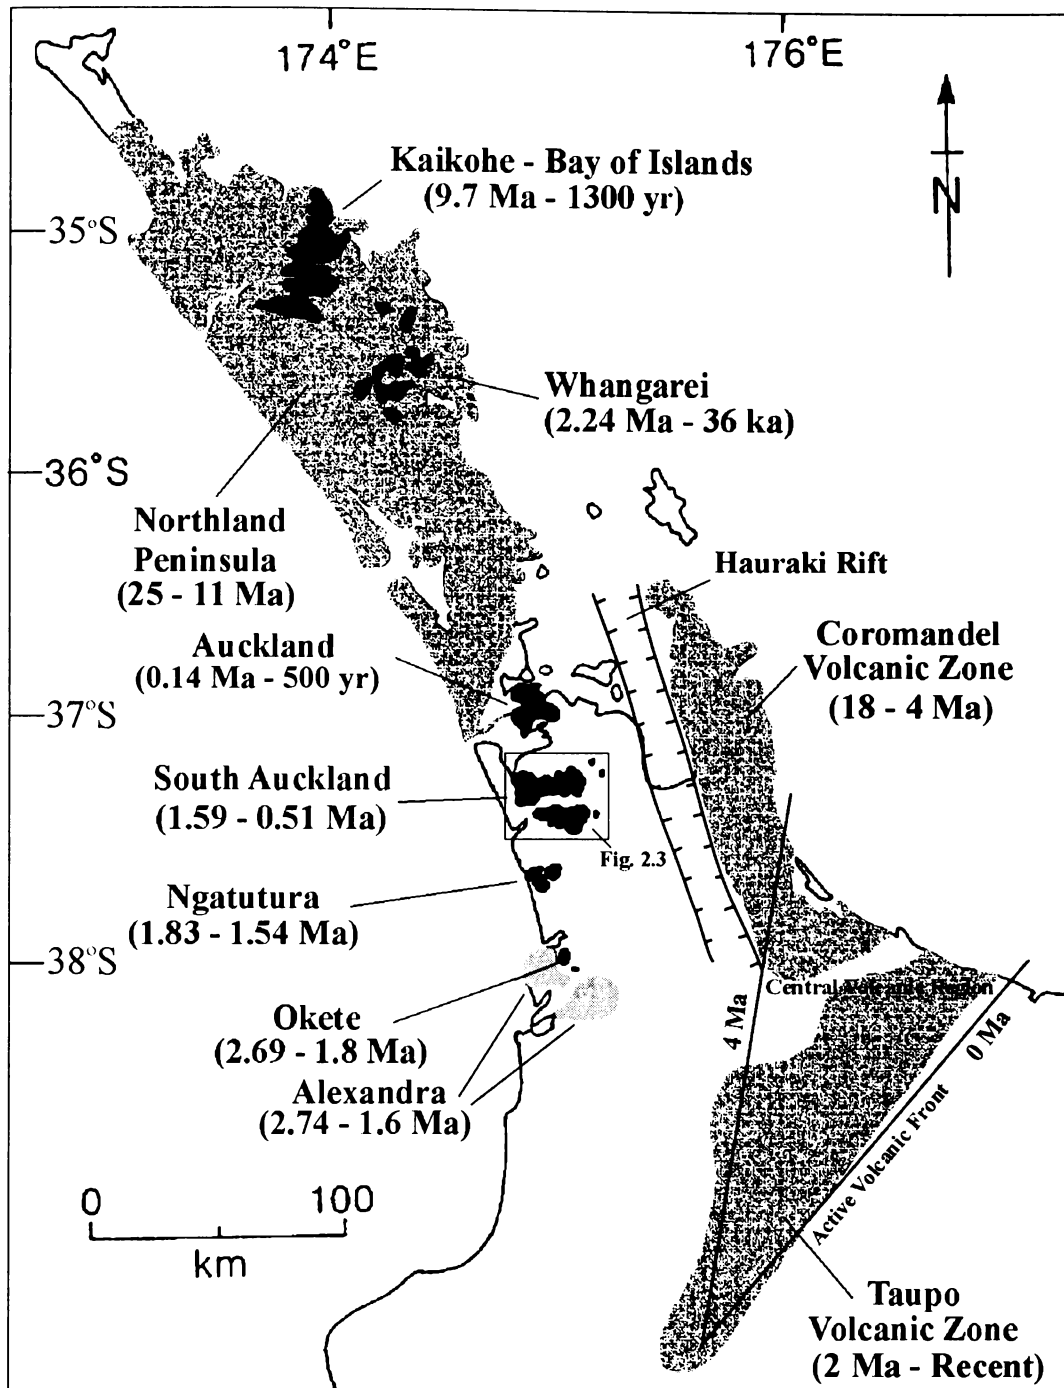 174°E
176°E
N
Kaikohe - Bay of Islands
(9.7 Ma - 1300 yr)
35°S
Whangarei
(2.24 Ma - 36 ka)
36°S
Northland
Peninsula
(25 - 11 Ma)
Hauraki Rift
Auckland
(0.14 Ma - 500 yr)
Coromandel
Volcanic Zone
(18 - 4 Ma)
37°S
South Auckland
(1.59 - 0.51 Ma)
Fig. 2.3
Ngatutura
(1.83 - 1.54 Ma)
38°S
Central Volcanic Region
Okete
(2.69 - 1.8 Ma)
4 Ma
0 Ma
Alexandra
(2.74 - 1.6 Ma)
Active Volcanic Front
0 100
km
Taupo
Volcanic Zone
(2 Ma - Recent)